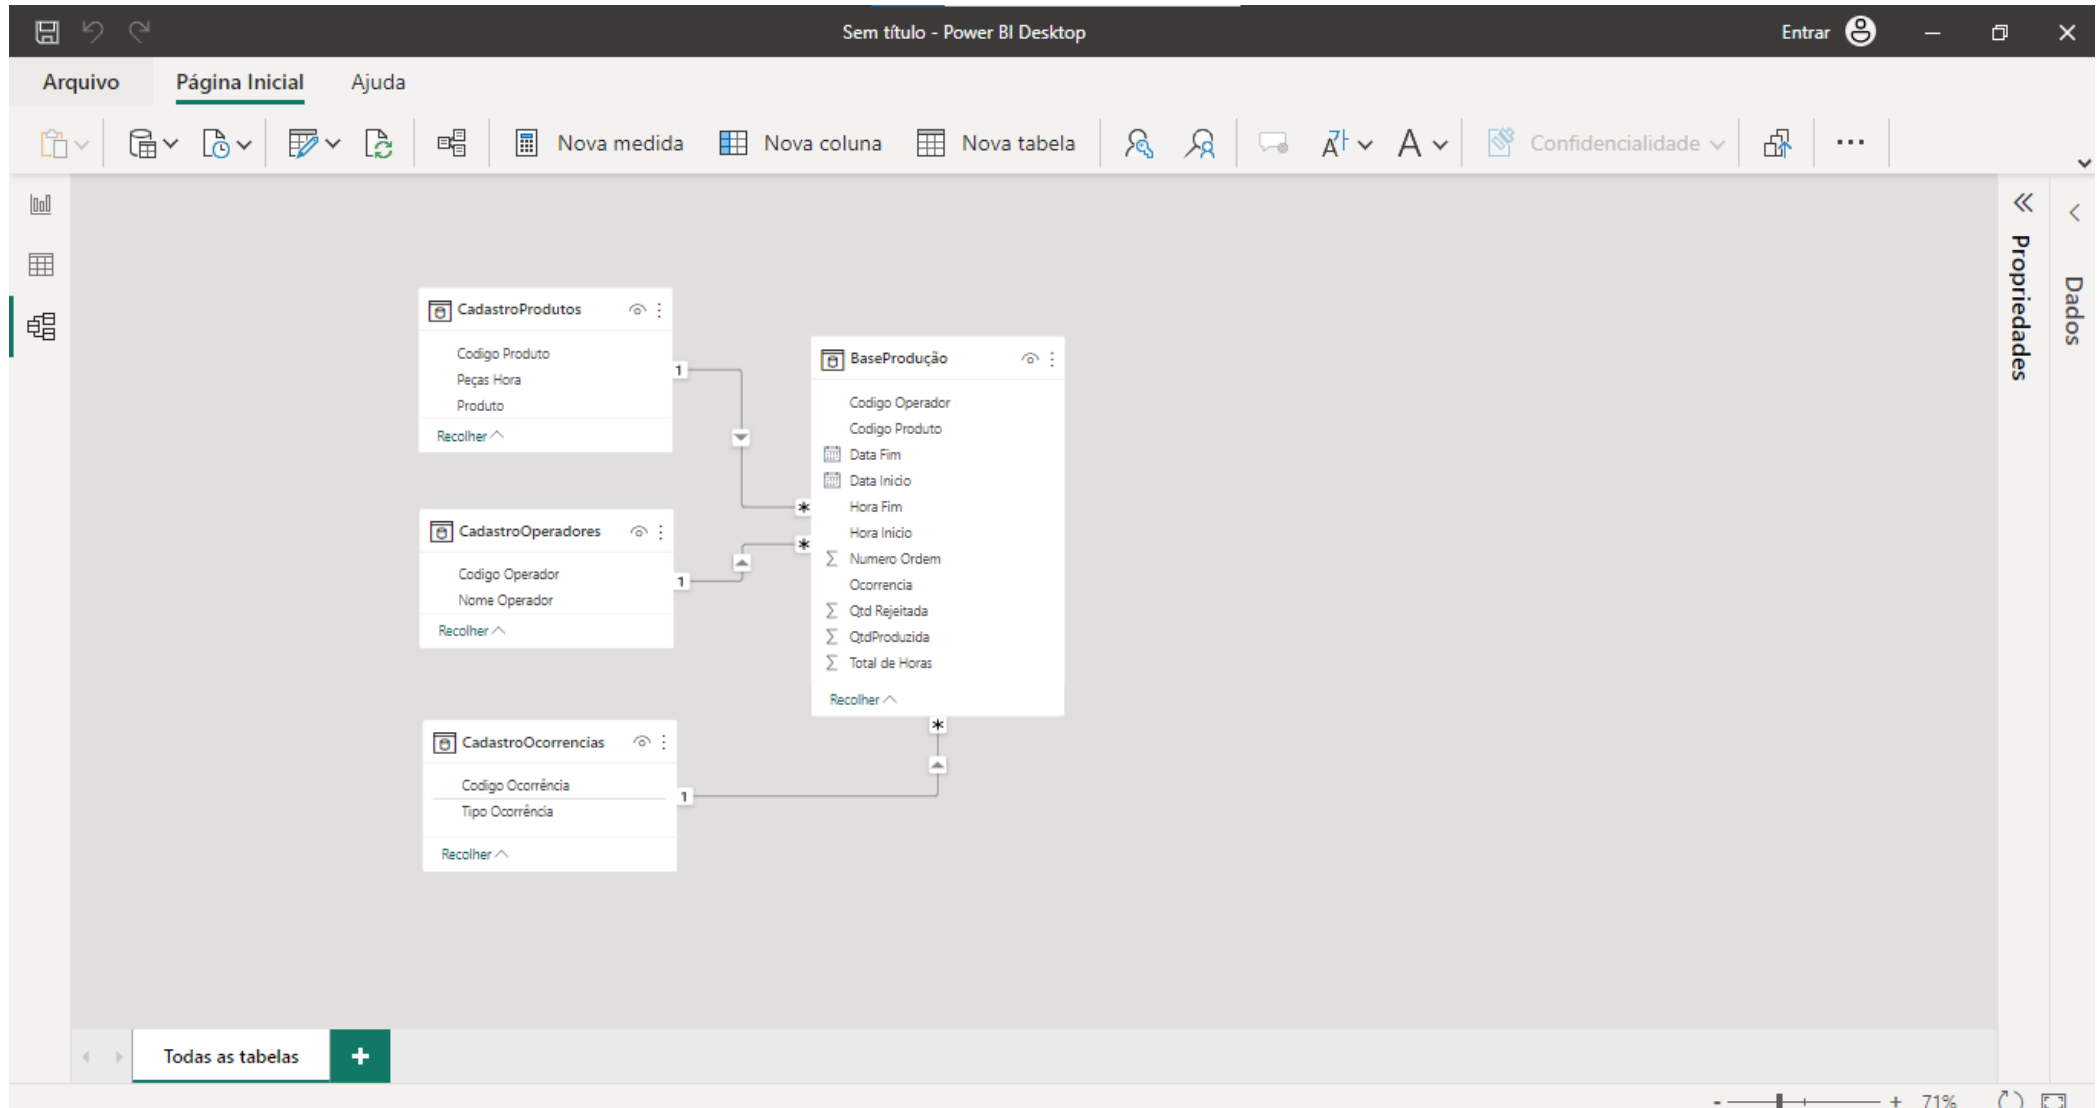 Sem título - Power BI Desktop
Entrar
Arquivo
Página Inicial
Ajuda
Nova medida
Nova coluna
Nova tabela
Confidencialidade
Propriedades
Dados
CadastroProdutos
Codigo Produto
Peças Hora
Produto
Recolher
1
*
BaseProdução
Codigo Operador
Codigo Produto
Data Fim
Data Inicio
Hora Fim
Hora Inicio
Numero Ordem
Ocorrencia
Qtd Rejeitada
QtdProduzida
Total de Horas
Recolher
CadastroOperadores
Codigo Operador
Nome Operador
Recolher
1
*
CadastroOcorrencias
Codigo Ocorrência
Tipo Ocorrência
Recolher
1
*
Todas as tabelas
+
- + 71%